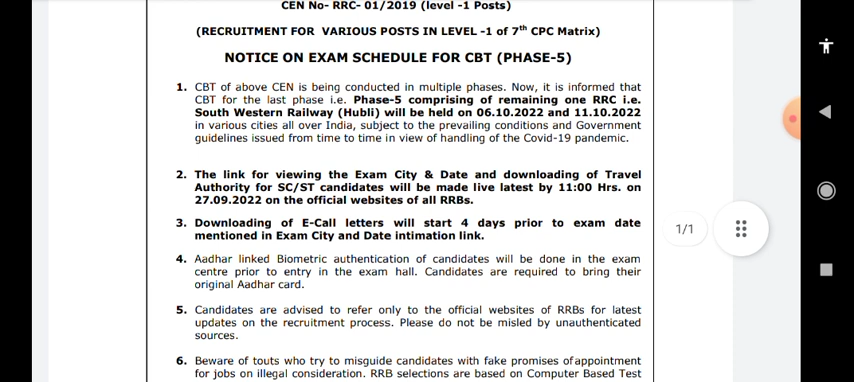 CEN No- RRC- 01/2019 (level -1 Posts)
(RECRUITMENT FOR VARIOUS POSTS IN LEVEL -1 of 7th CPC Matrix)
NOTICE ON EXAM SCHEDULE FOR CBT (PHASE-5)
1. CBT of above CEN is being conducted in multiple phases. Now, it is informed that
CBT for the last phase i.e. Phase-5 comprising of remaining one RRC i.e.
South Western Railway (Hubli) will be held on 06.10.2022 and 11.10.2022
in various cities all over India, subject to the prevailing conditions and Government
guidelines issued from time to time in view of handling of the Covid-19 pandemic.
2. The link for viewing the Exam City & Date and downloading of Travel
Authority for SC/ST candidates will be made live latest by 11:00 Hrs. on
27.09.2022 on the official websites of all RRBs.
3. Downloading of E-Call letters will start 4 days prior to exam date
mentioned in Exam City and Date intimation link.
1/1
4. Aadhar linked Biometric authentication of candidates will be done in the exam
centre prior to entry in the exam hall. Candidates are required to bring their
original Aadhar card.
5. Candidates are advised to refer only to the official websites of RRBs for latest
updates on the recruitment process. Please do not be misled by unauthenticated
sources.
6. Beware of touts who try to misguide candidates with fake promises of appointment
for jobs on illegal consideration. RRB selections are based on Computer Based Test